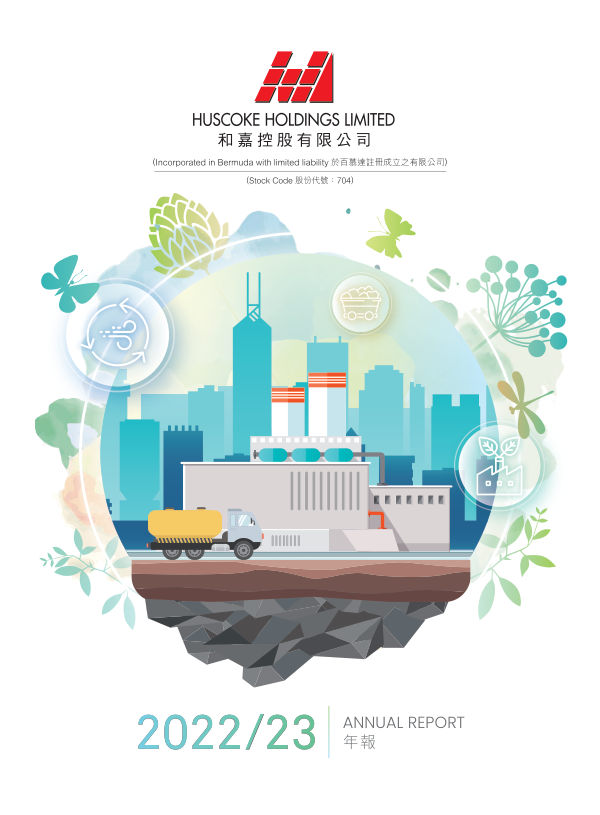 HUSCOKE HOLDINGS LIMITED
和嘉控股有限公司
(Incorporated in Bermuda with limited liability 於百慕達註冊成立之有限公司)
(Stock Code 股份代號：704)
2022/23
ANNUAL REPORT
年報